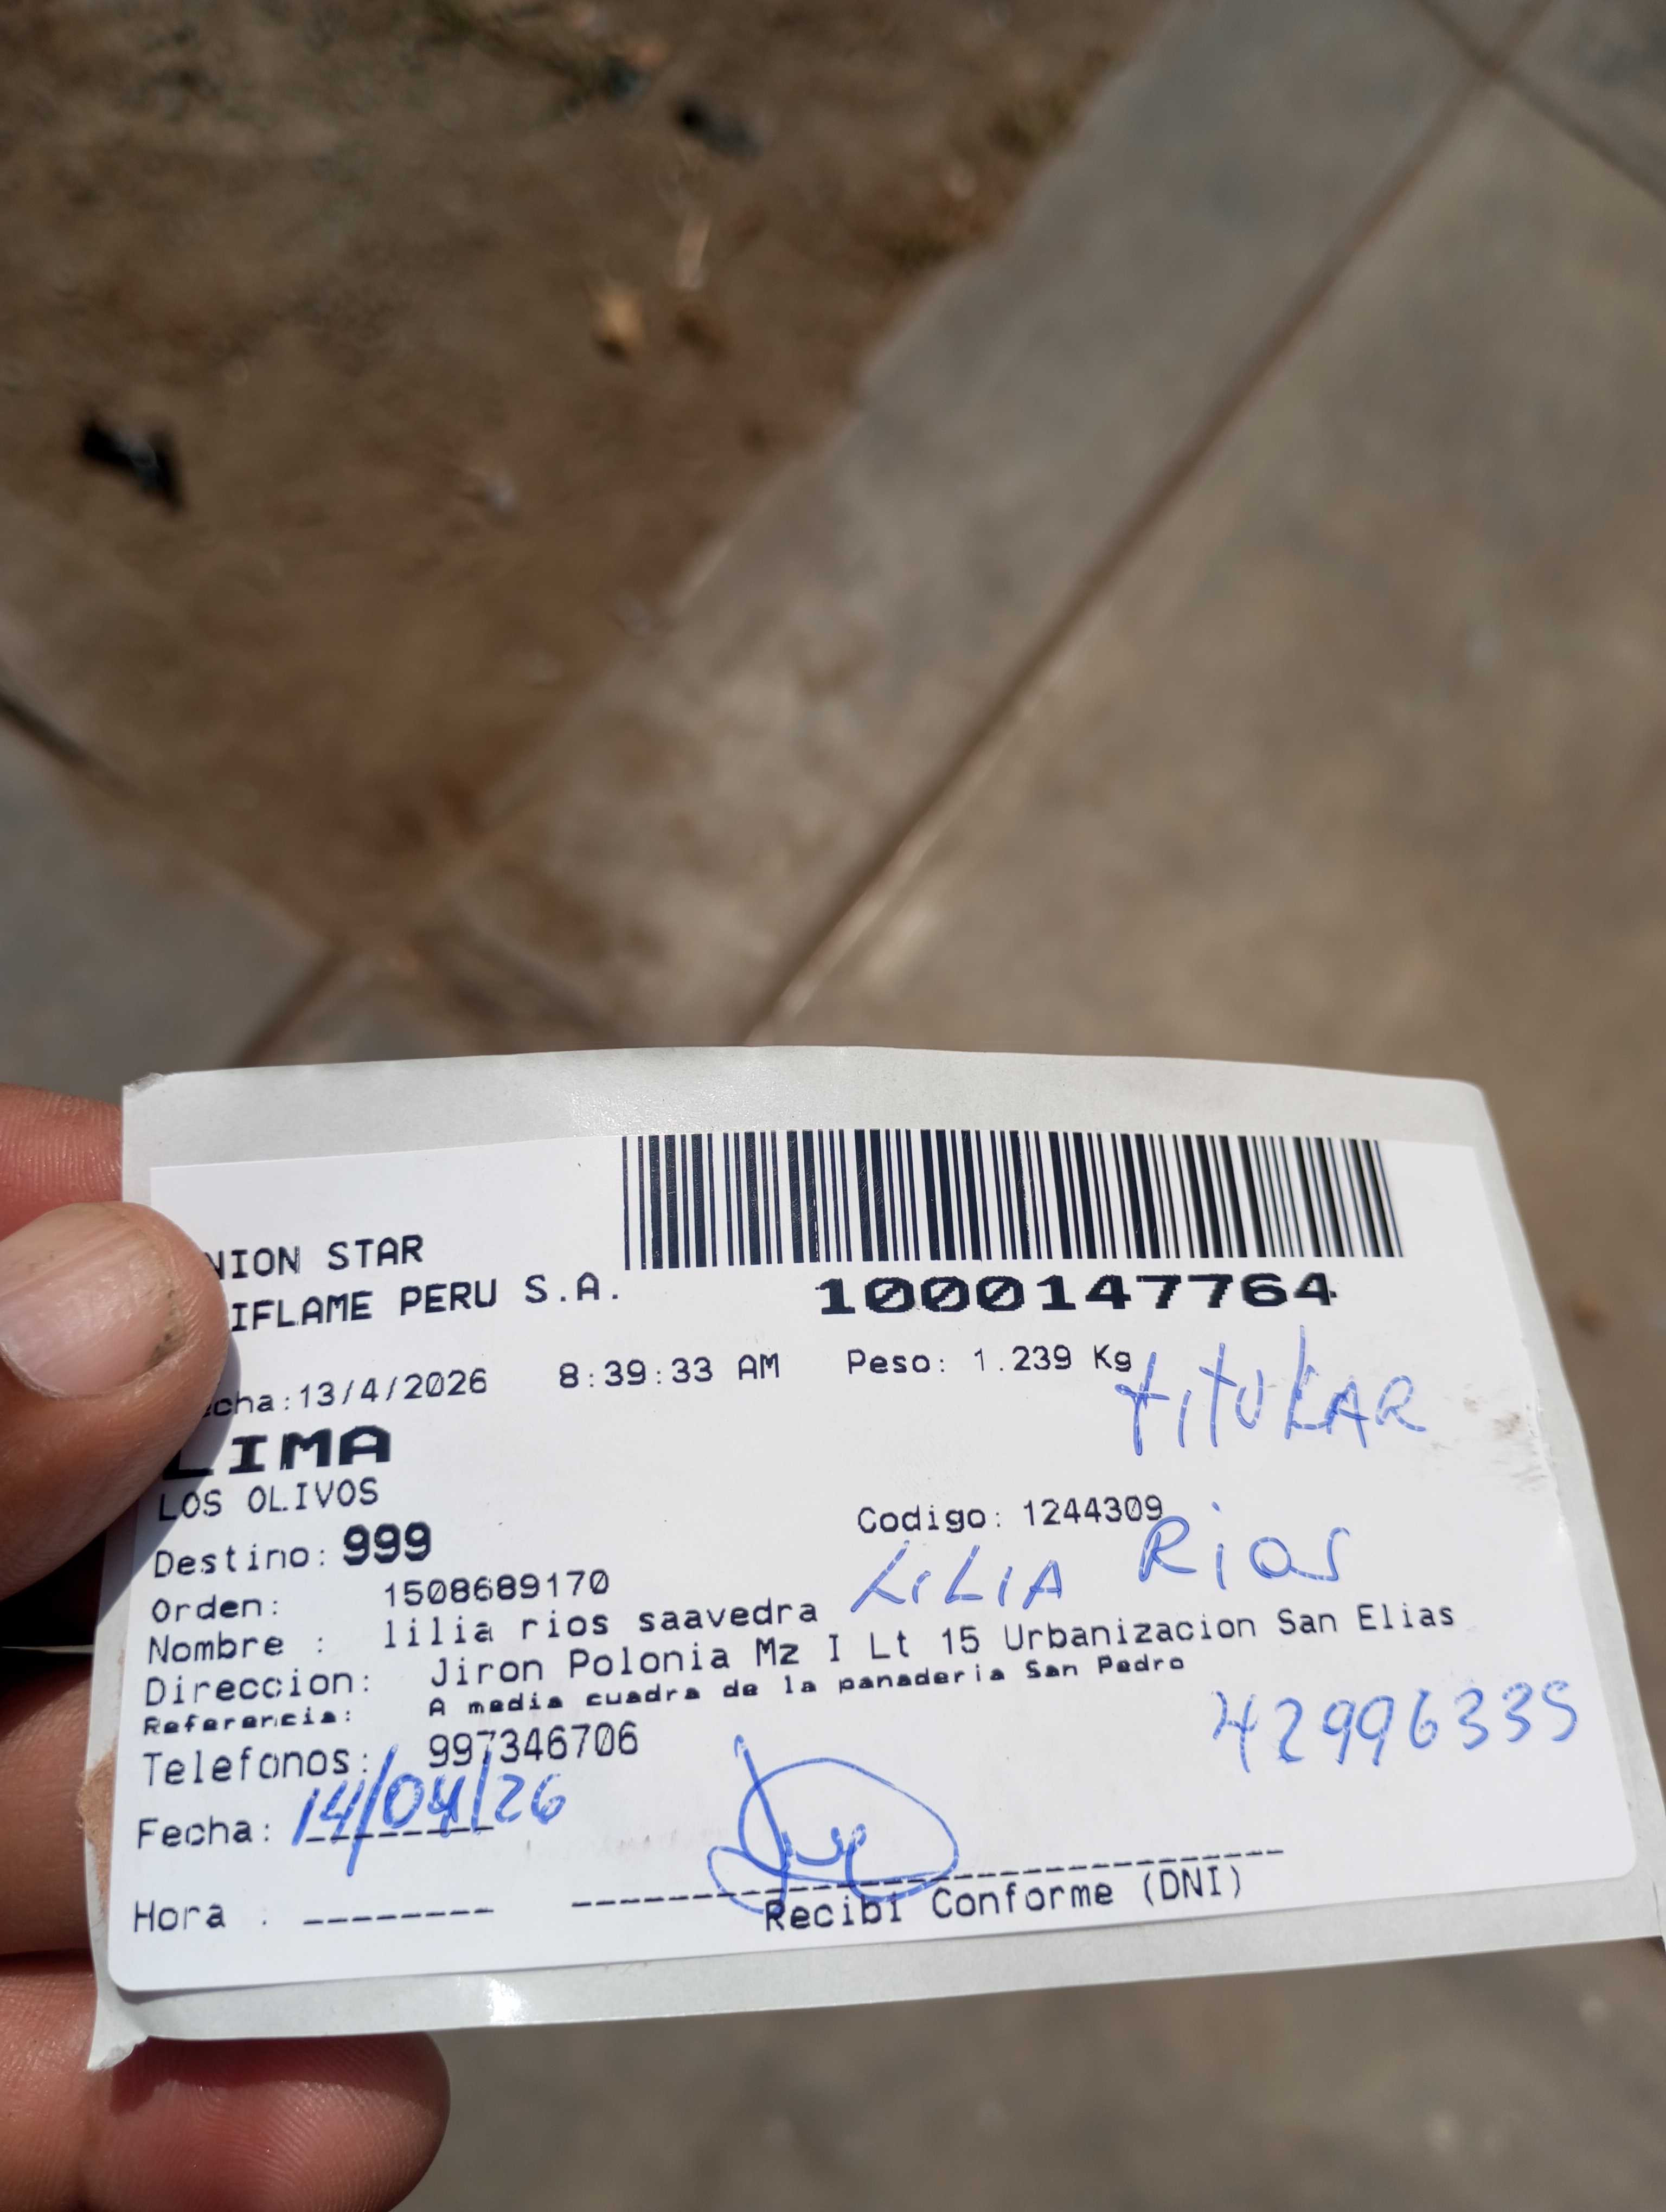 NION STAR
IFLAME PERU S.A.
1000147764
cha:13/4/2026 8:39:33 AM Peso: 1.239 Kg
TITULAR
LIMA
LOS OLIVOS
Codigo: 1244309
Destino: 999
LILIA RiOS
Orden: 1508689170
Nombre : lilia rios saavedra
Direccion: Jiron Polonia Mz I Lt 15 Urbanizacion San Elias
Referencia: A media cuadra de la panaderia San Pedro
Telefonos: 997346706
42996335
Fecha: 14/04/26
Hora :
Recibi Conforme (DNI)